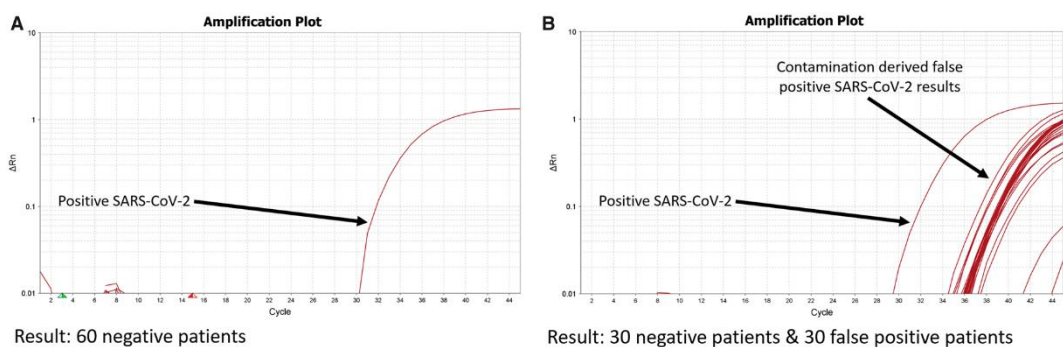 A
Amplification Plot
10
1
0.1
0.01
ΔRn
Positive SARS-CoV-2
2 4 6 8 10 12 14 16 18 20 22 24 26 28 30 32 34 36 38 40 42 44
Cycle
Result: 60 negative patients
B
Amplification Plot
10
1
0.1
0.01
ΔRn
Contamination derived false
positive SARS-CoV-2 results
Positive SARS-CoV-2
2 4 6 8 10 12 14 16 18 20 22 24 26 28 30 32 34 36 38 40 42 44
Cycle
Result: 30 negative patients & 30 false positive patients